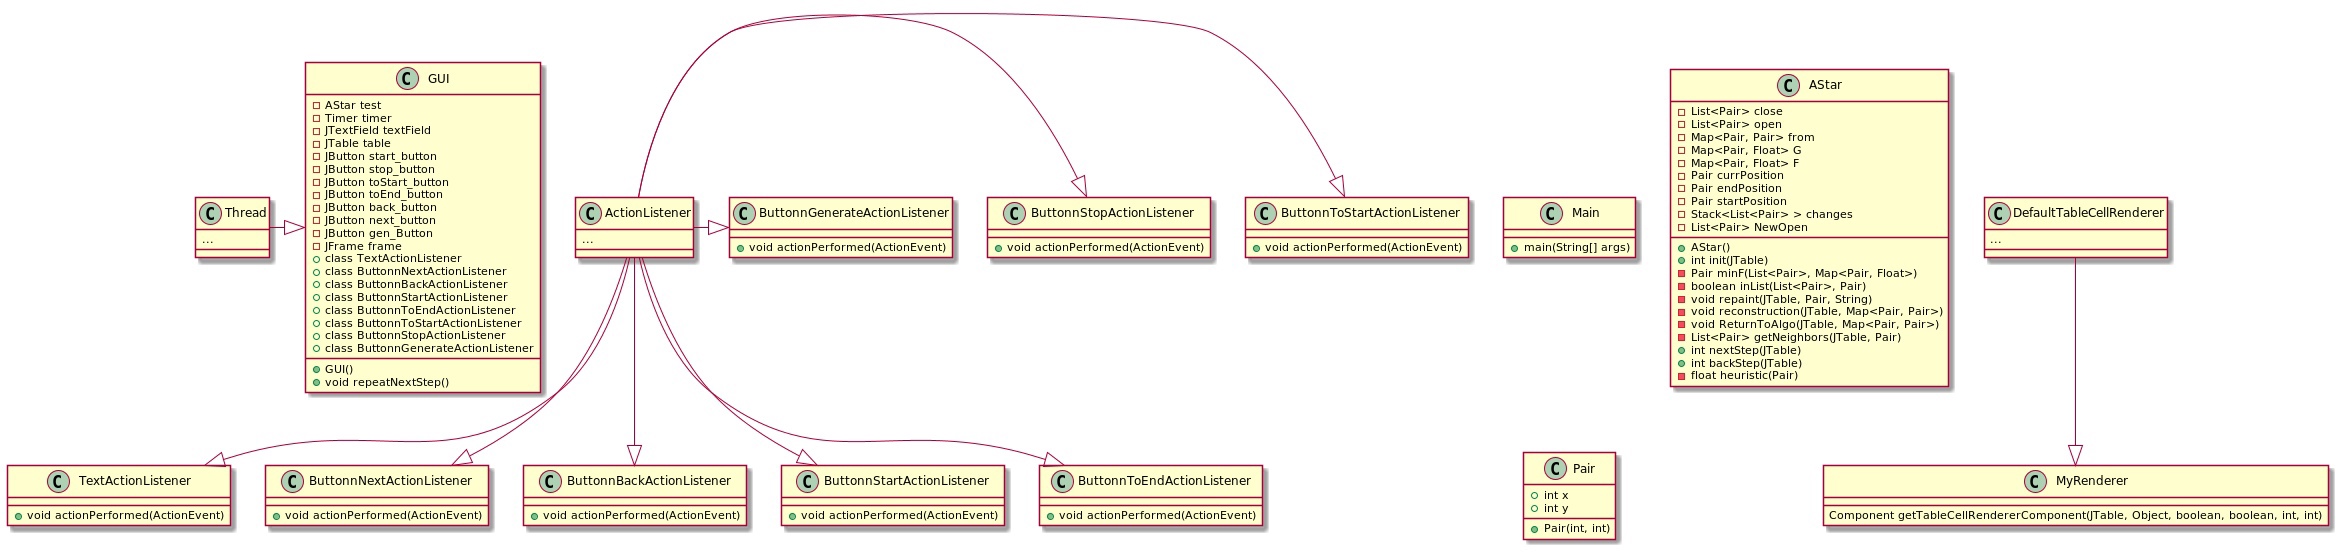 C GUI
AStar test
Timer timer
JTextField textField
JTable table
JButton start_button
JButton stop_button
JButton toStart_button
JButton toEnd_button
JButton back_button
JButton next_button
JButton gen_Button
JFrame frame
class TextActionListener
class ButtonnNextActionListener
class ButtonnBackActionListener
class ButtonnStartActionListener
class ButtonnToEndActionListener
class ButtonnToStartActionListener
class ButtonnStopActionListener
class ButtonnGenerateActionListener
GUI()
void repeatNextStep()
C AStar
List<Pair> close
List<Pair> open
Map<Pair, Pair> from
Map<Pair, Float> G
Map<Pair, Float> F
Pair currPosition
Pair endPosition
Pair startPosition
Stack<List<Pair> > changes
List<Pair> NewOpen
AStar()
int init(JTable)
Pair minF(List<Pair>, Map<Pair, Float>)
boolean inList(List<Pair>, Pair)
void repaint(JTable, Pair, String)
void reconstruction(JTable, Map<Pair, Pair>)
void ReturnToAlgo(JTable, Map<Pair, Pair>)
List<Pair> getNeighbors(JTable, Pair)
int nextStep(JTable)
int backStep(JTable)
float heuristic(Pair)
C Thread
...
C ActionListener
...
C ButtonnGenerateActionListener
void actionPerformed(ActionEvent)
C ButtonnStopActionListener
void actionPerformed(ActionEvent)
C ButtonnToStartActionListener
void actionPerformed(ActionEvent)
C Main
main(String[] args)
C DefaultTableCellRenderer
...
C TextActionListener
void actionPerformed(ActionEvent)
C ButtonnNextActionListener
void actionPerformed(ActionEvent)
C ButtonnBackActionListener
void actionPerformed(ActionEvent)
C ButtonnStartActionListener
void actionPerformed(ActionEvent)
C ButtonnToEndActionListener
void actionPerformed(ActionEvent)
C Pair
int x
int y
Pair(int, int)
C MyRenderer
Component getTableCellRendererComponent(JTable, Object, boolean, boolean, int, int)